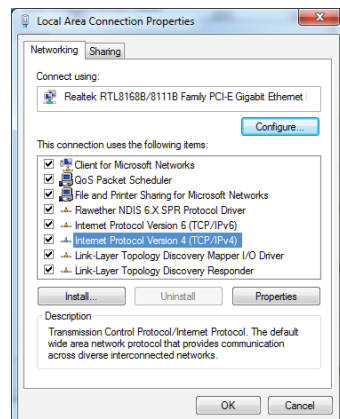 Local Area Connection Properties
Networking Sharing
Connect using:
Realtek RTL8168B/8111B Family PCI-E Gigabit Ethernet
Configure...
This connection uses the following items:
Client for Microsoft Networks
QoS Packet Scheduler
File and Printer Sharing for Microsoft Networks
Rawether NDIS 6.X SPR Protocol Driver
Internet Protocol Version 6 (TCP/IPv6)
Internet Protocol Version 4 (TCP/IPv4)
Link-Layer Topology Discovery Mapper I/O Driver
Link-Layer Topology Discovery Responder
Install... Uninstall Properties
Description
Transmission Control Protocol/Internet Protocol. The default
wide area network protocol that provides communication
across diverse interconnected networks.
OK Cancel